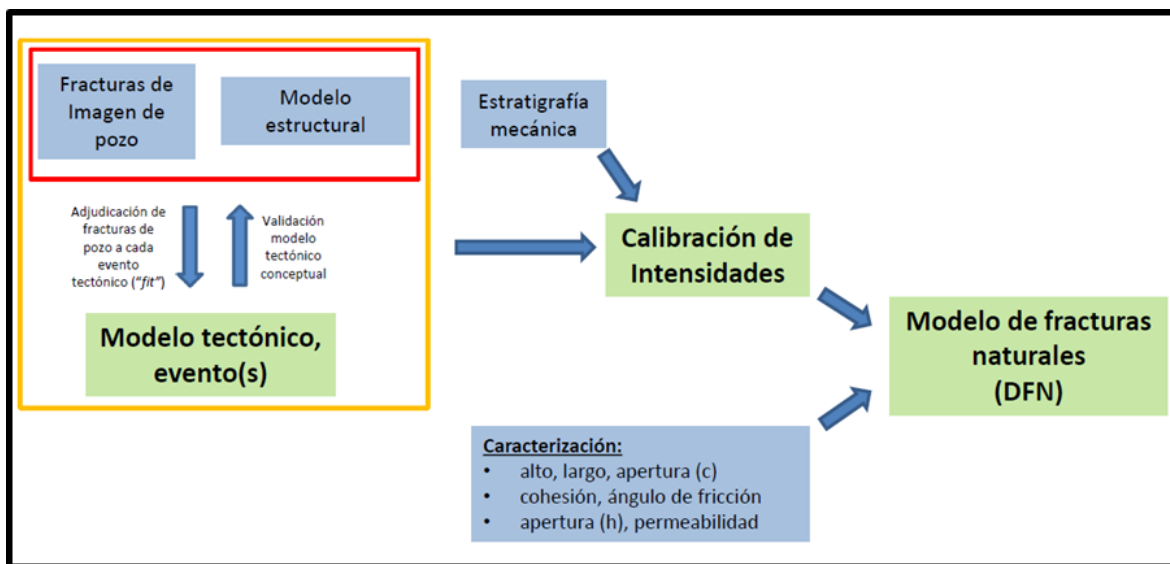 Fracturas de
Imagen de
pozo
Modelo
estructural
Estratigrafía
mecánica
Adjudicación de
fracturas de
pozo a cada
evento
tectónico ("fit")
Validación
modelo
tectónico
conceptual
Modelo tectónico,
evento(s)
Calibración de
Intensidades
Modelo de fracturas
naturales
(DFN)
Caracterización:
• alto, largo, apertura (c)
• cohesión, ángulo de fricción
• apertura (h), permeabilidad